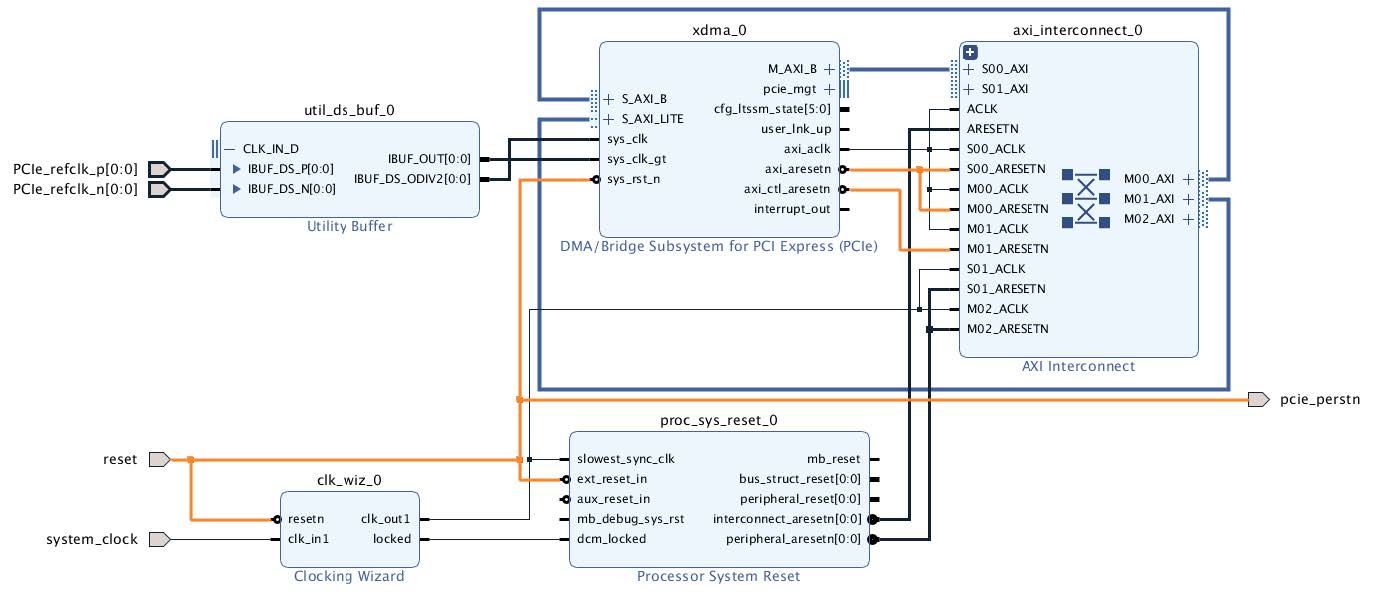 xdma_0
axi_interconnect_0
M_AXI_B
pcie_mgt
cfg_ltssm_state[5:0]
user_lnk_up
axi_aclk
axi_aresetn
axi_ctl_aresetn
interrupt_out
S_AXI_B
S_AXI_LITE
sys_clk
sys_clk_gt
sys_rst_n
DMA/Bridge Subsystem for PCI Express (PCIe)
S00_AXI
S01_AXI
ACLK
ARESETN
S00_ACLK
S00_ARESETN
M00_ACLK
M00_ARESETN
M01_ACLK
M01_ARESETN
S01_ACLK
S01_ARESETN
M02_ACLK
M02_ARESETN
M00_AXI
M01_AXI
M02_AXI
AXI Interconnect
util_ds_buf_0
CLK_IN_D
IBUF_DS_P[0:0]
IBUF_DS_N[0:0]
IBUF_OUT[0:0]
IBUF_DS_ODIV2[0:0]
Utility Buffer
PCIe_refclk_p[0:0]
PCIe_refclk_n[0:0]
pcie_perstn
reset
system_clock
clk_wiz_0
resetn
clk_in1
clk_out1
locked
Clocking Wizard
proc_sys_reset_0
slowest_sync_clk
ext_reset_in
aux_reset_in
mb_debug_sys_rst
dcm_locked
mb_reset
bus_struct_reset[0:0]
peripheral_reset[0:0]
interconnect_aresetn[0:0]
peripheral_aresetn[0:0]
Processor System Reset